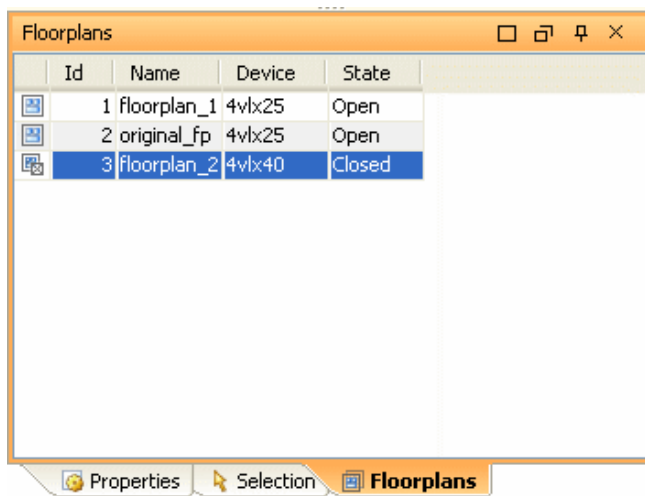 Floorplans
Id Name Device State
1 floorplan_1 4vlx25 Open
2 original_fp 4vlx25 Open
3 floorplan_2 4vlx40 Closed
Properties Selection Floorplans